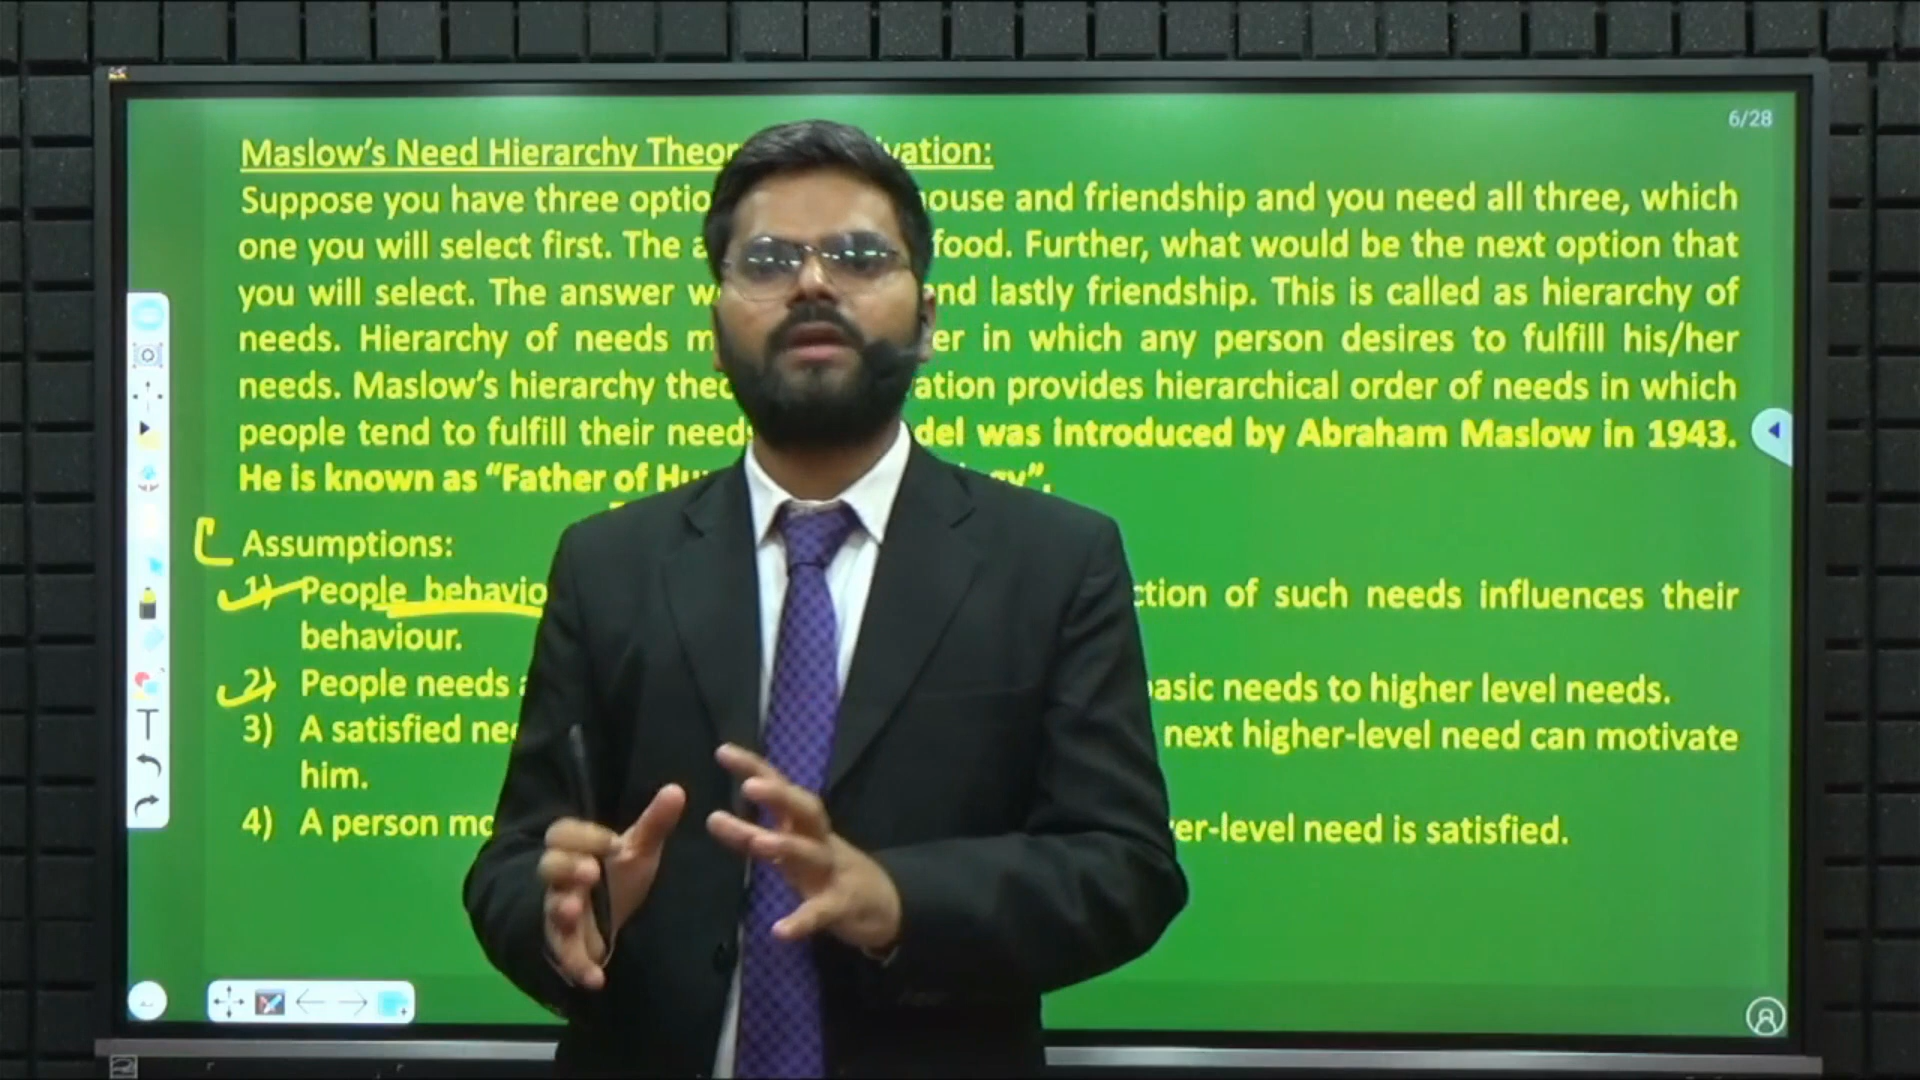 6/28
Maslow's Need Hierarchy Theor vation:
Suppose you have three optio ouse and friendship and you need all three, which
one you will select first. The a food. Further, what would be the next option that
you will select. The answer w nd lastly friendship. This is called as hierarchy of
needs. Hierarchy of needs m er in which any person desires to fulfill his/her
needs. Maslow's hierarchy theo ation provides hierarchical order of needs in which
people tend to fulfill their needs del was introduced by Abraham Maslow in 1943.
He is known as “Father of Hu gy”.
Assumptions:
1) People behavio ction of such needs influences their
behaviour.
2) People needs basic needs to higher level needs.
3) A satisfied nee next higher-level need can motivate
him.
4) A person mo er-level need is satisfied.
T